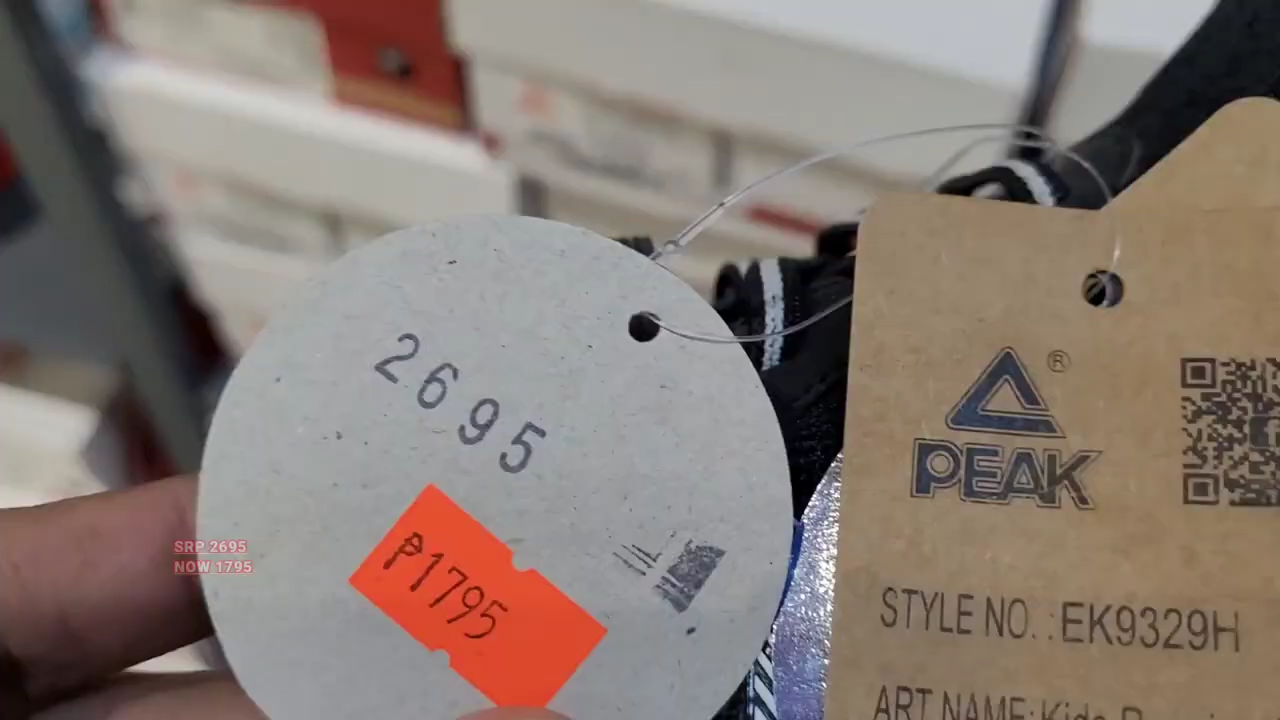 2695
₱1795
SRP 2695
NOW 1795
®
PEAK
STYLE NO. :EK9329H
ART NAME: Kids